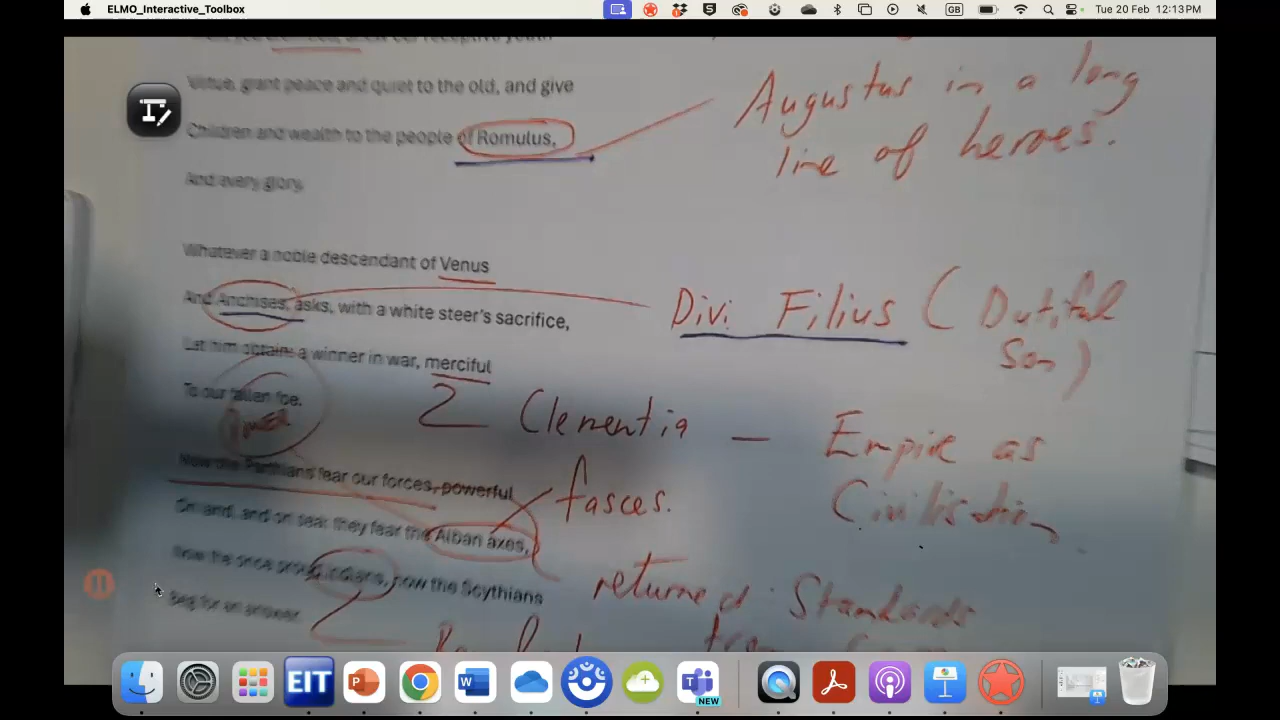 ELMO_Interactive_Toolbox
GB
Tue 20 Feb 12:13 PM
Virtue, grant peace and quiet to the old, and give
Children and wealth to the people of Romulus,
And every glory.
Augustus in a long
line of heroes.
Whatever a noble descendant of Venus
And Anchises, asks, with a white steer's sacrifice,
Let him obtain: a winner in war, merciful
To our fallen foe.
Divi Filius (Dutiful
Son)
Clementia — Empire as
Civilisation
Now the Parthians fear our forces, powerful
On land, and on sea: they fear the Alban axes,
Now the once proud Indians, now the Scythians
Beg for an answer.
fasces.
returned Standards
EIT
NEW